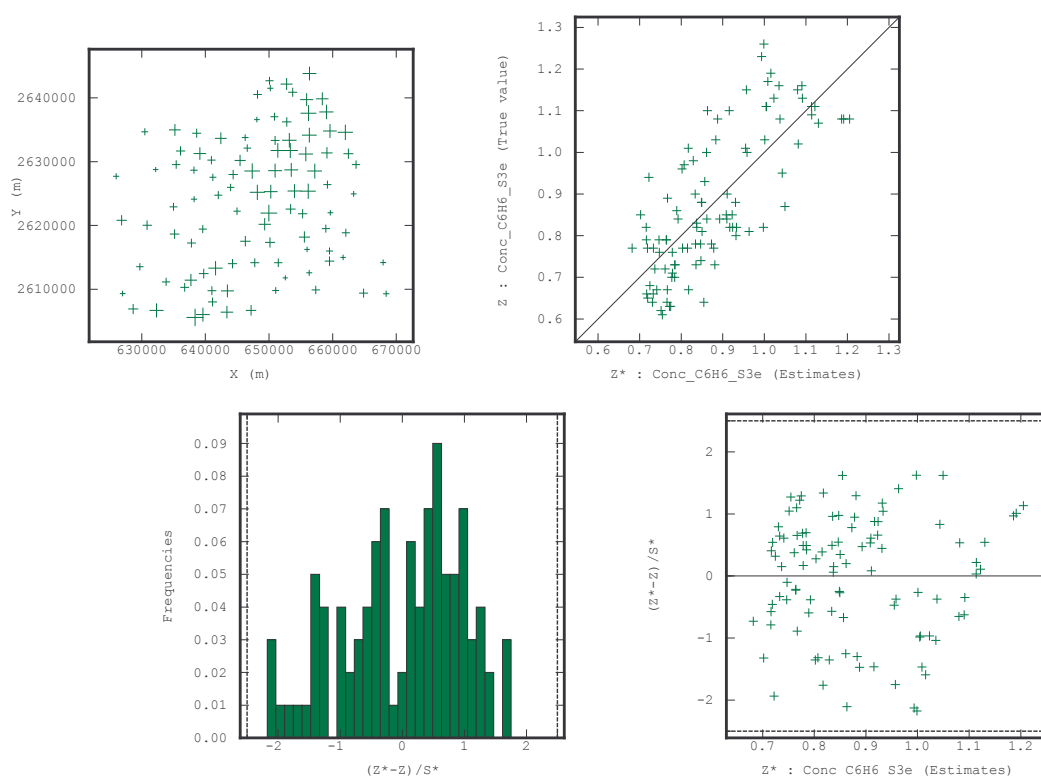 2640000
2630000
2620000
2610000
Y (m)
630000 640000 650000 660000 670000
X (m)
1.3
1.2
1.1
1.0
0.9
0.8
0.7
0.6
Z : Conc_C6H6_S3e (True value)
0.6 0.7 0.8 0.9 1.0 1.1 1.2 1.3
Z* : Conc_C6H6_S3e (Estimates)
0.09
0.08
0.07
0.06
0.05
0.04
0.03
0.02
0.01
0.00
Frequencies
-2 -1 0 1 2
(Z*-Z)/S*
2
1
0
-1
-2
(Z*-Z)/S*
0.7 0.8 0.9 1.0 1.1 1.2
Z* : Conc C6H6 S3e (Estimates)